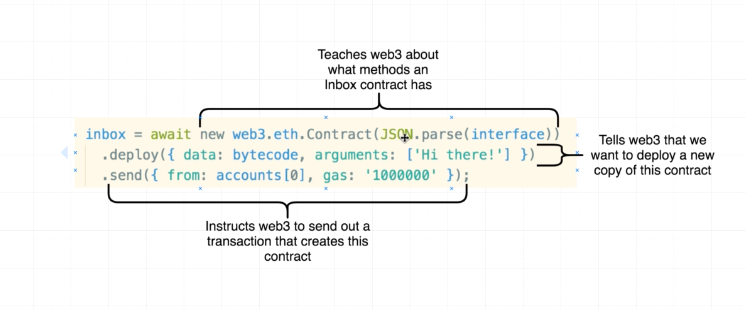 Teaches web3 about
what methods an
Inbox contract has
inbox = await new web3.eth.Contract(JSON.parse(interface))
.deploy({ data: bytecode, arguments: ['Hi there!'] })
.send({ from: accounts[0], gas: '1000000' });
Tells web3 that we
want to deploy a new
copy of this contract
Instructs web3 to send out a
transaction that creates this
contract